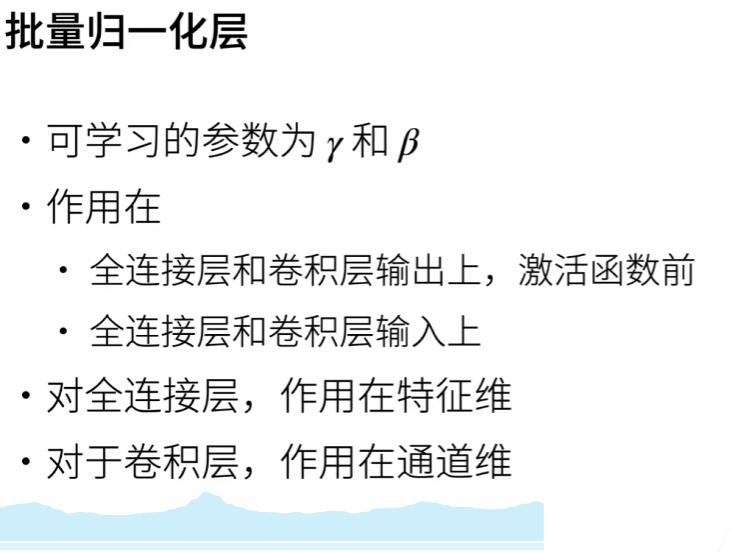 批量归一化层
• 可学习的参数为 γ 和 β
• 作用在
• 全连接层和卷积层输出上，激活函数前
• 全连接层和卷积层输入上
• 对全连接层，作用在特征维
• 对于卷积层，作用在通道维